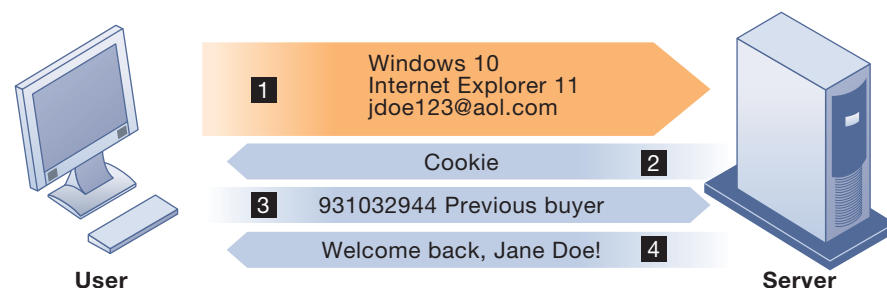 1
Windows 10
Internet Explorer 11
jdoe123@aol.com
Cookie 2
3 931032944 Previous buyer
Welcome back, Jane Doe! 4
User
Server